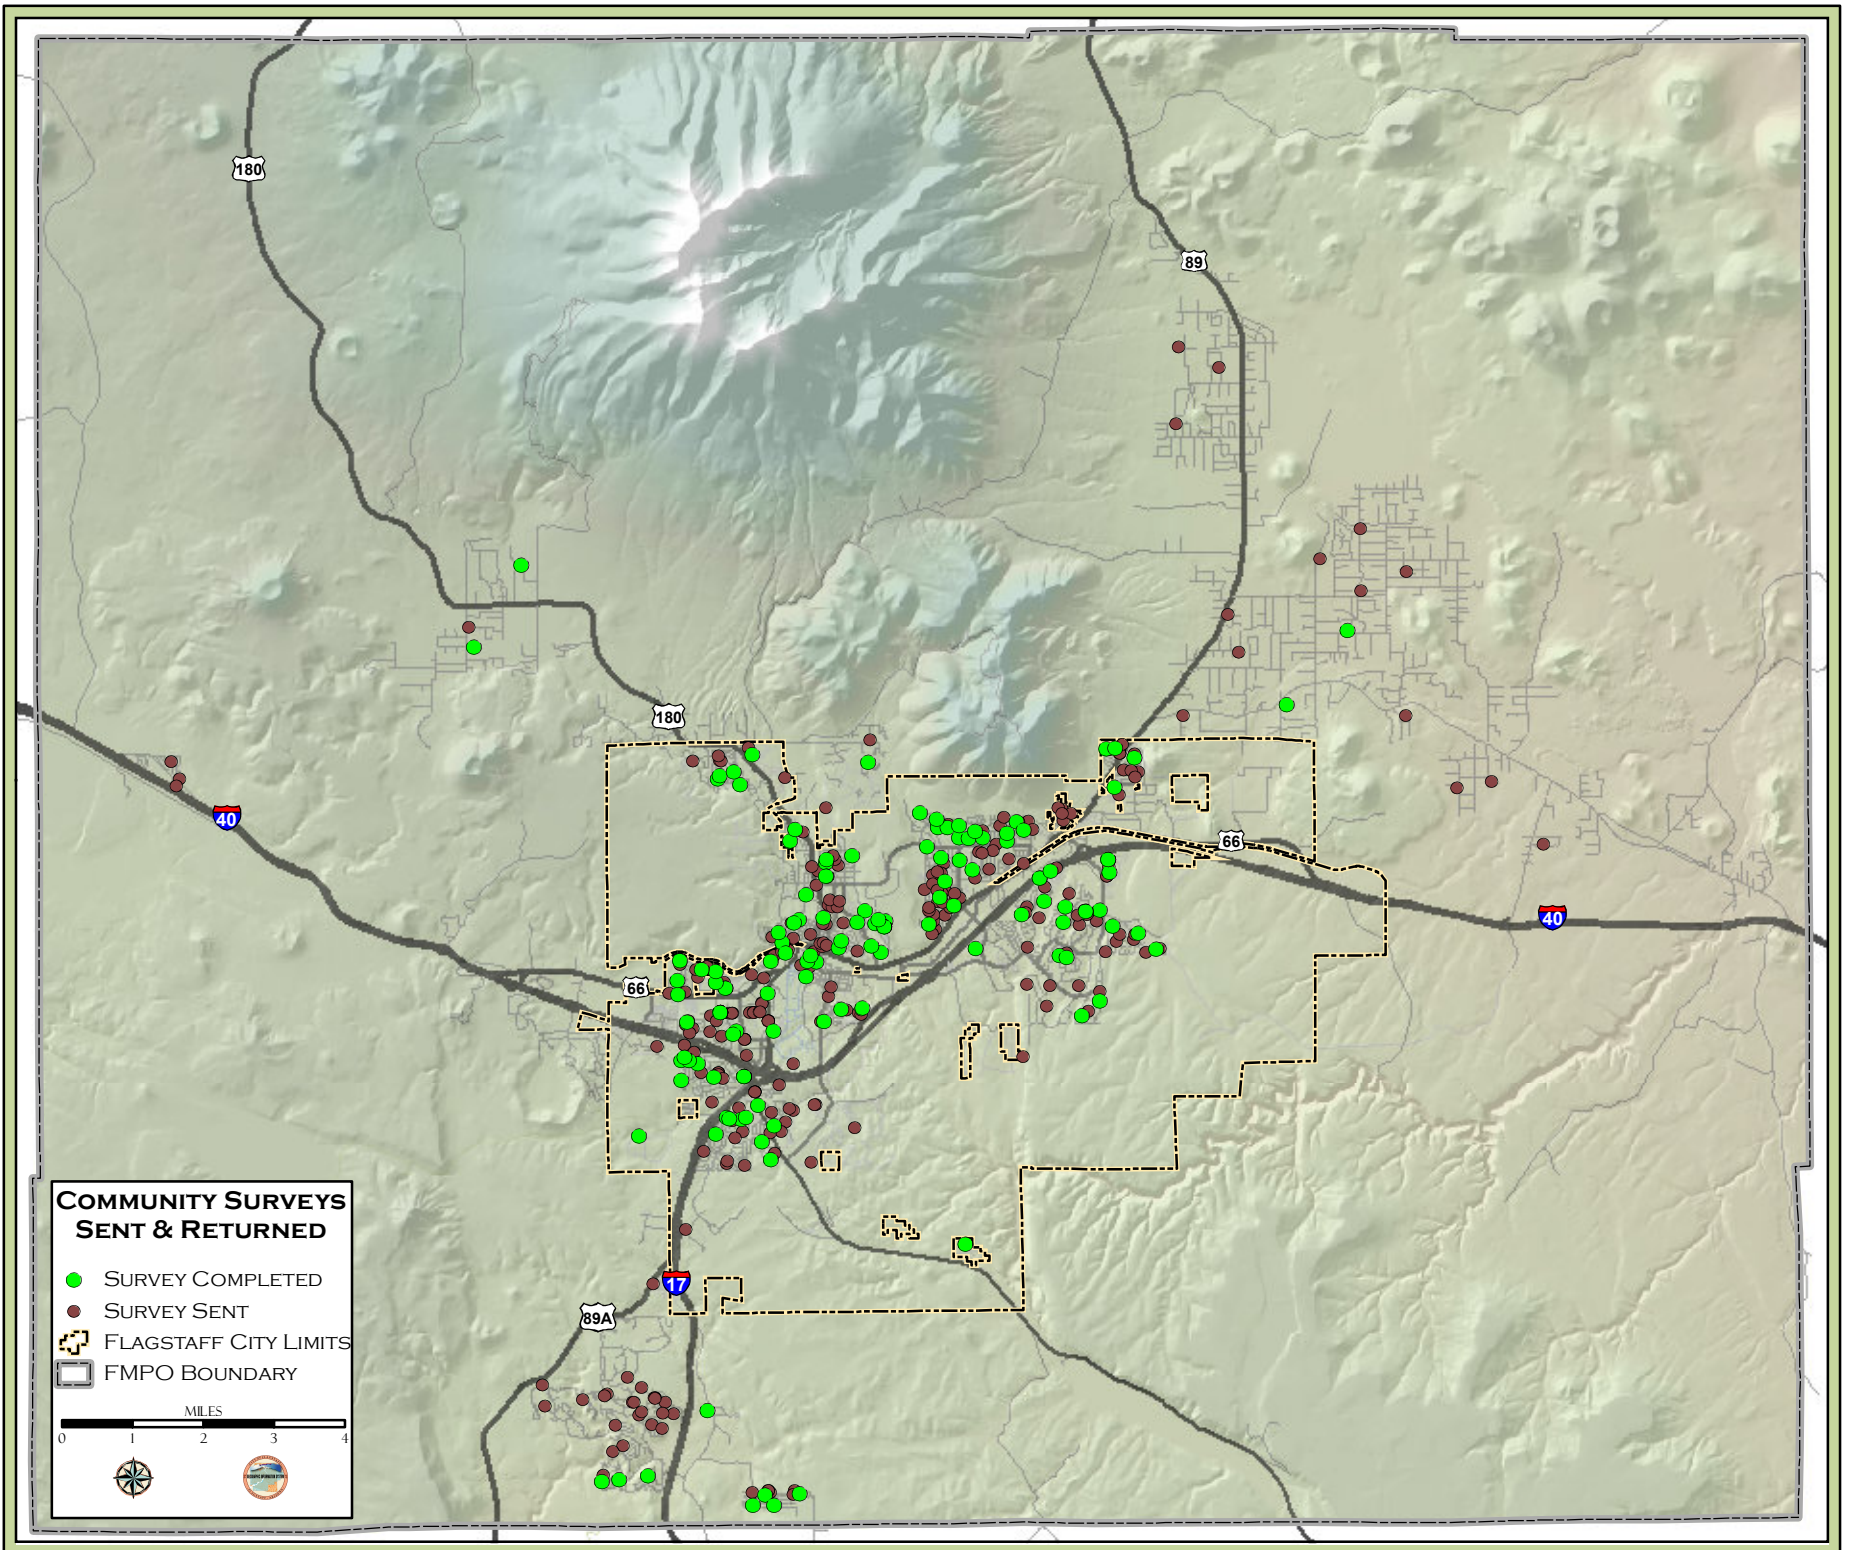 180
89
180
40
66
66
40
17
89A
COMMUNITY SURVEYS
SENT & RETURNED
SURVEY COMPLETED
SURVEY SENT
FLAGSTAFF CITY LIMITS
FMPO BOUNDARY
MILES
0 1 2 3 4